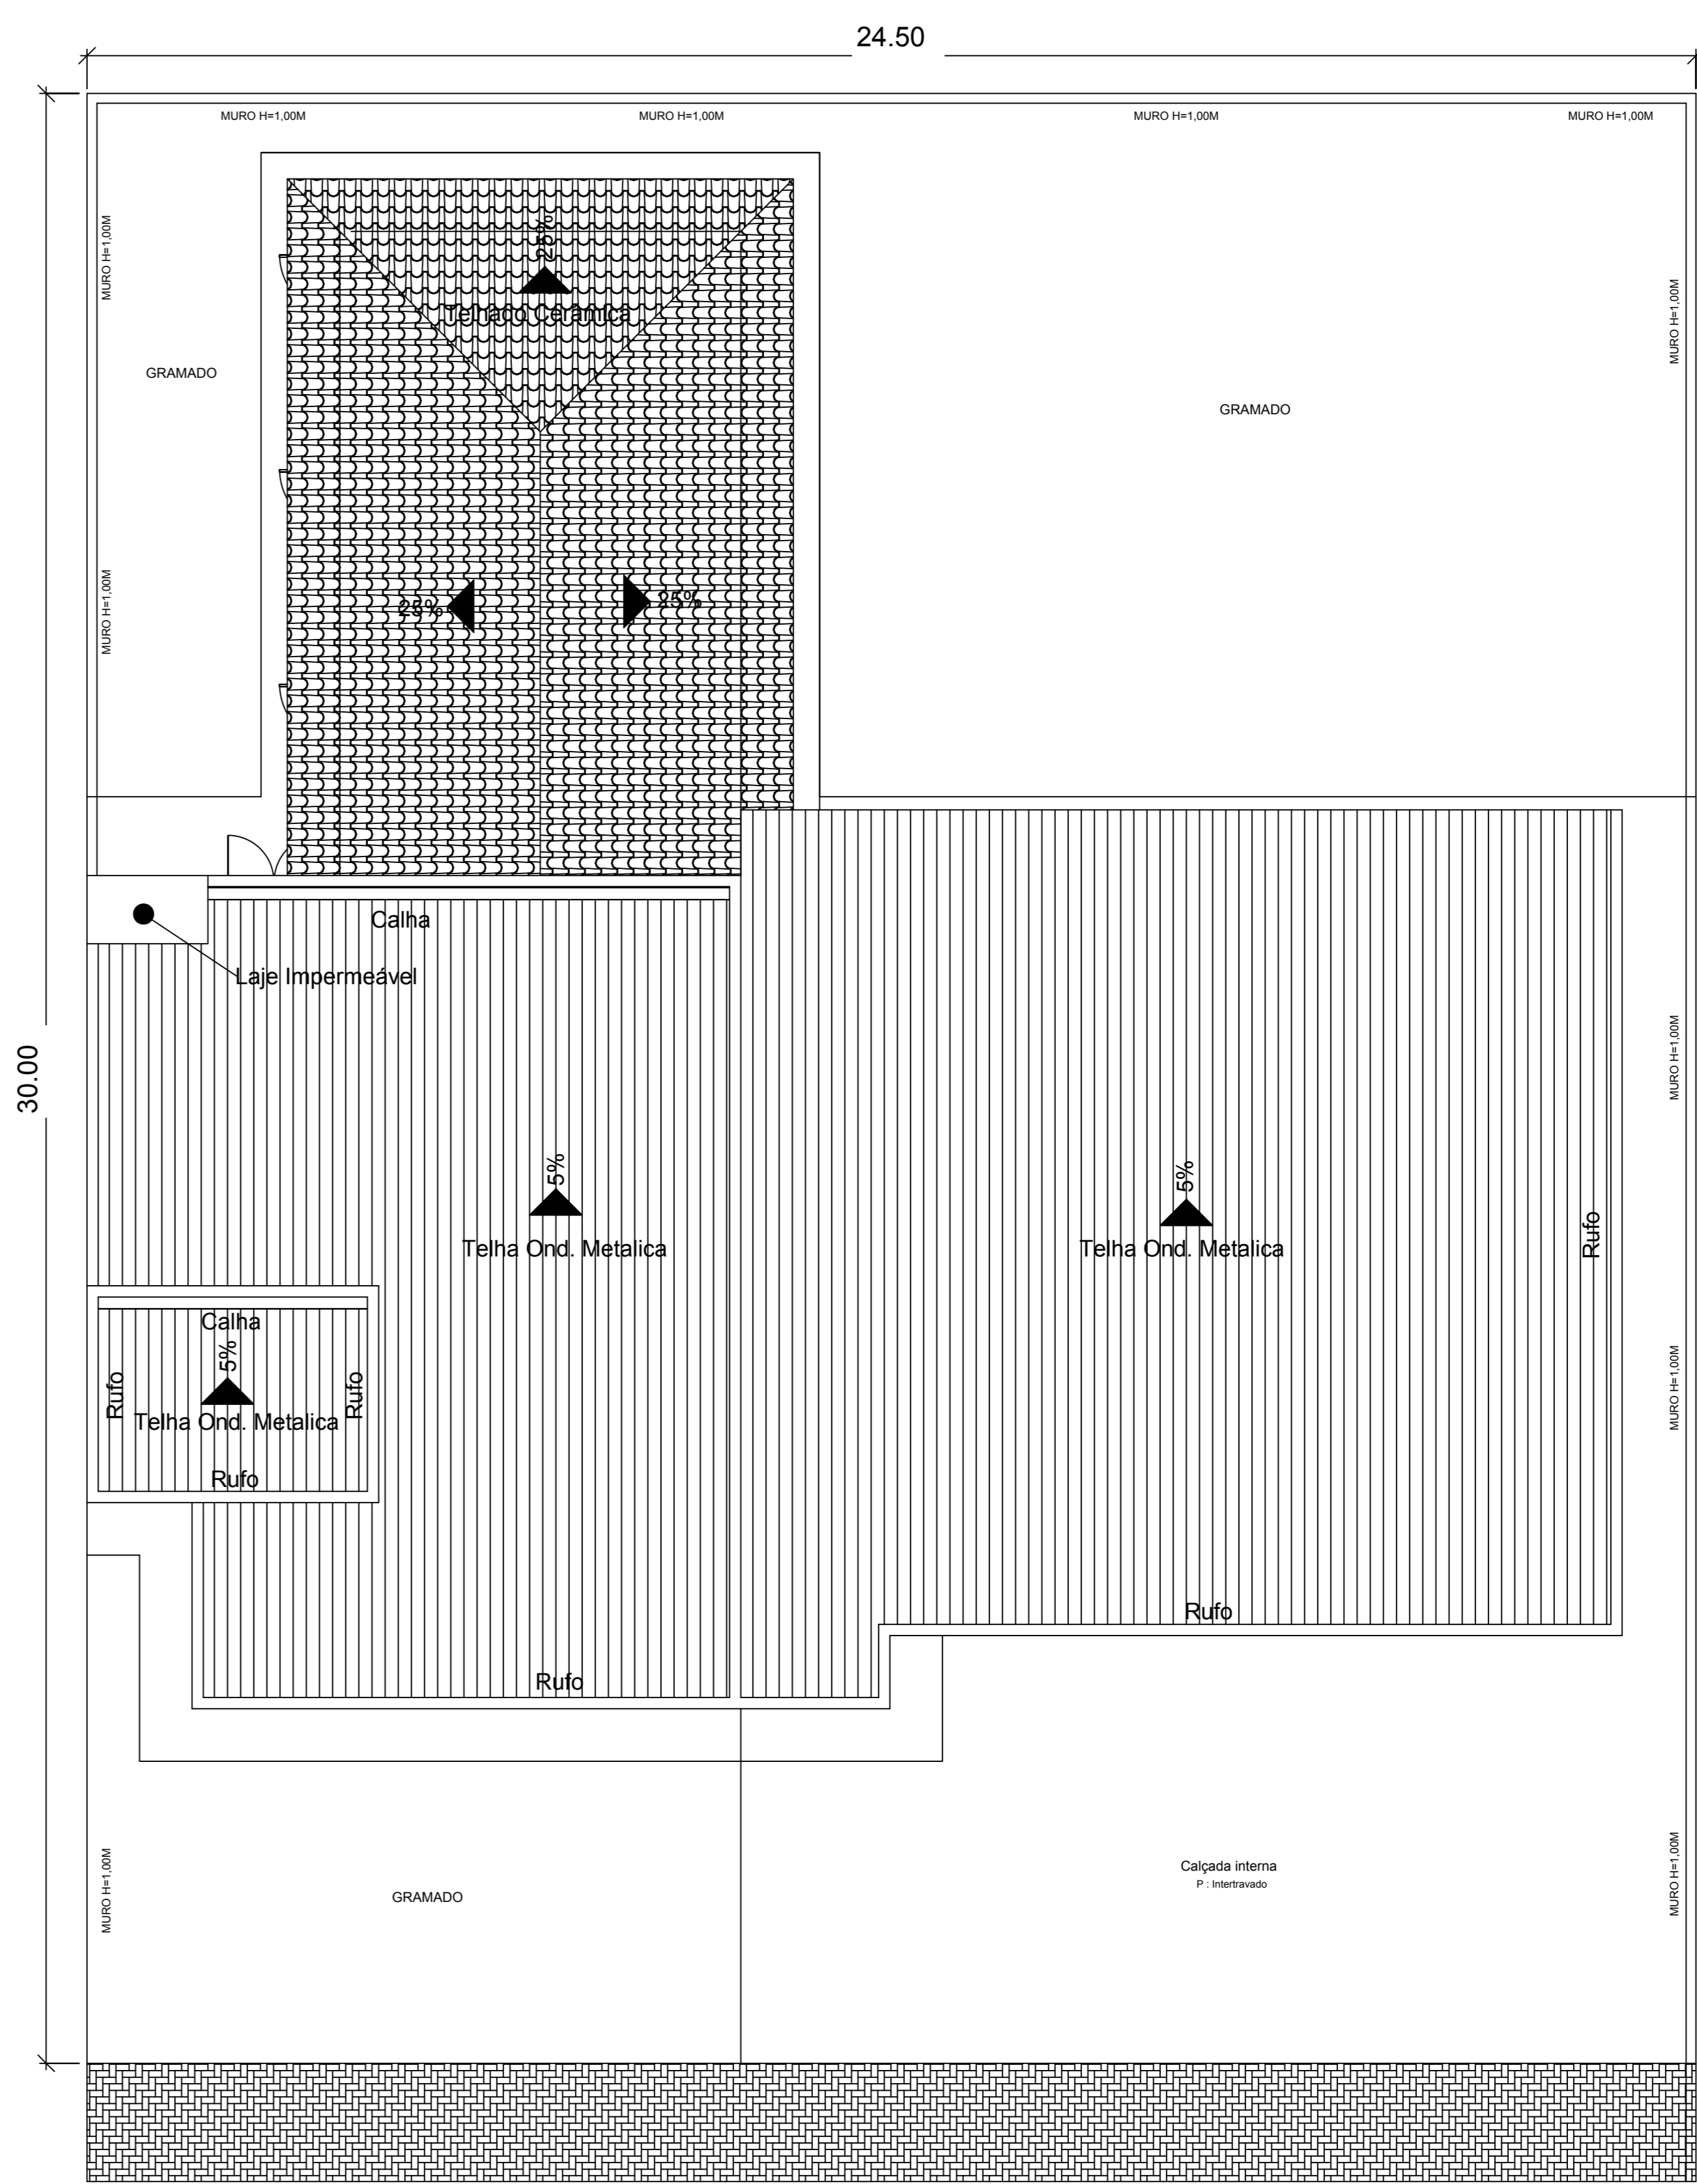 24.50
MURO H=1,00M
MURO H=1,00M
MURO H=1,00M
MURO H=1,00M
MURO H=1,00M
25%
MURO H=1,00M
Telhado Cerâmica
GRAMADO
GRAMADO
MURO H=1,00M
25%
25%
Calha
Laje Impermeável
30.00
MURO H=1,00M
5%
5%
Telha Ond. Metalica
Telha Ond. Metalica
Rufo
Calha
5%
Rufo
Rufo
MURO H=1,00M
Telha Ond. Metalica
Rufo
Rufo
Rufo
MURO H=1,00M
MURO H=1,00M
Calçada interna
P : Intertravado
GRAMADO